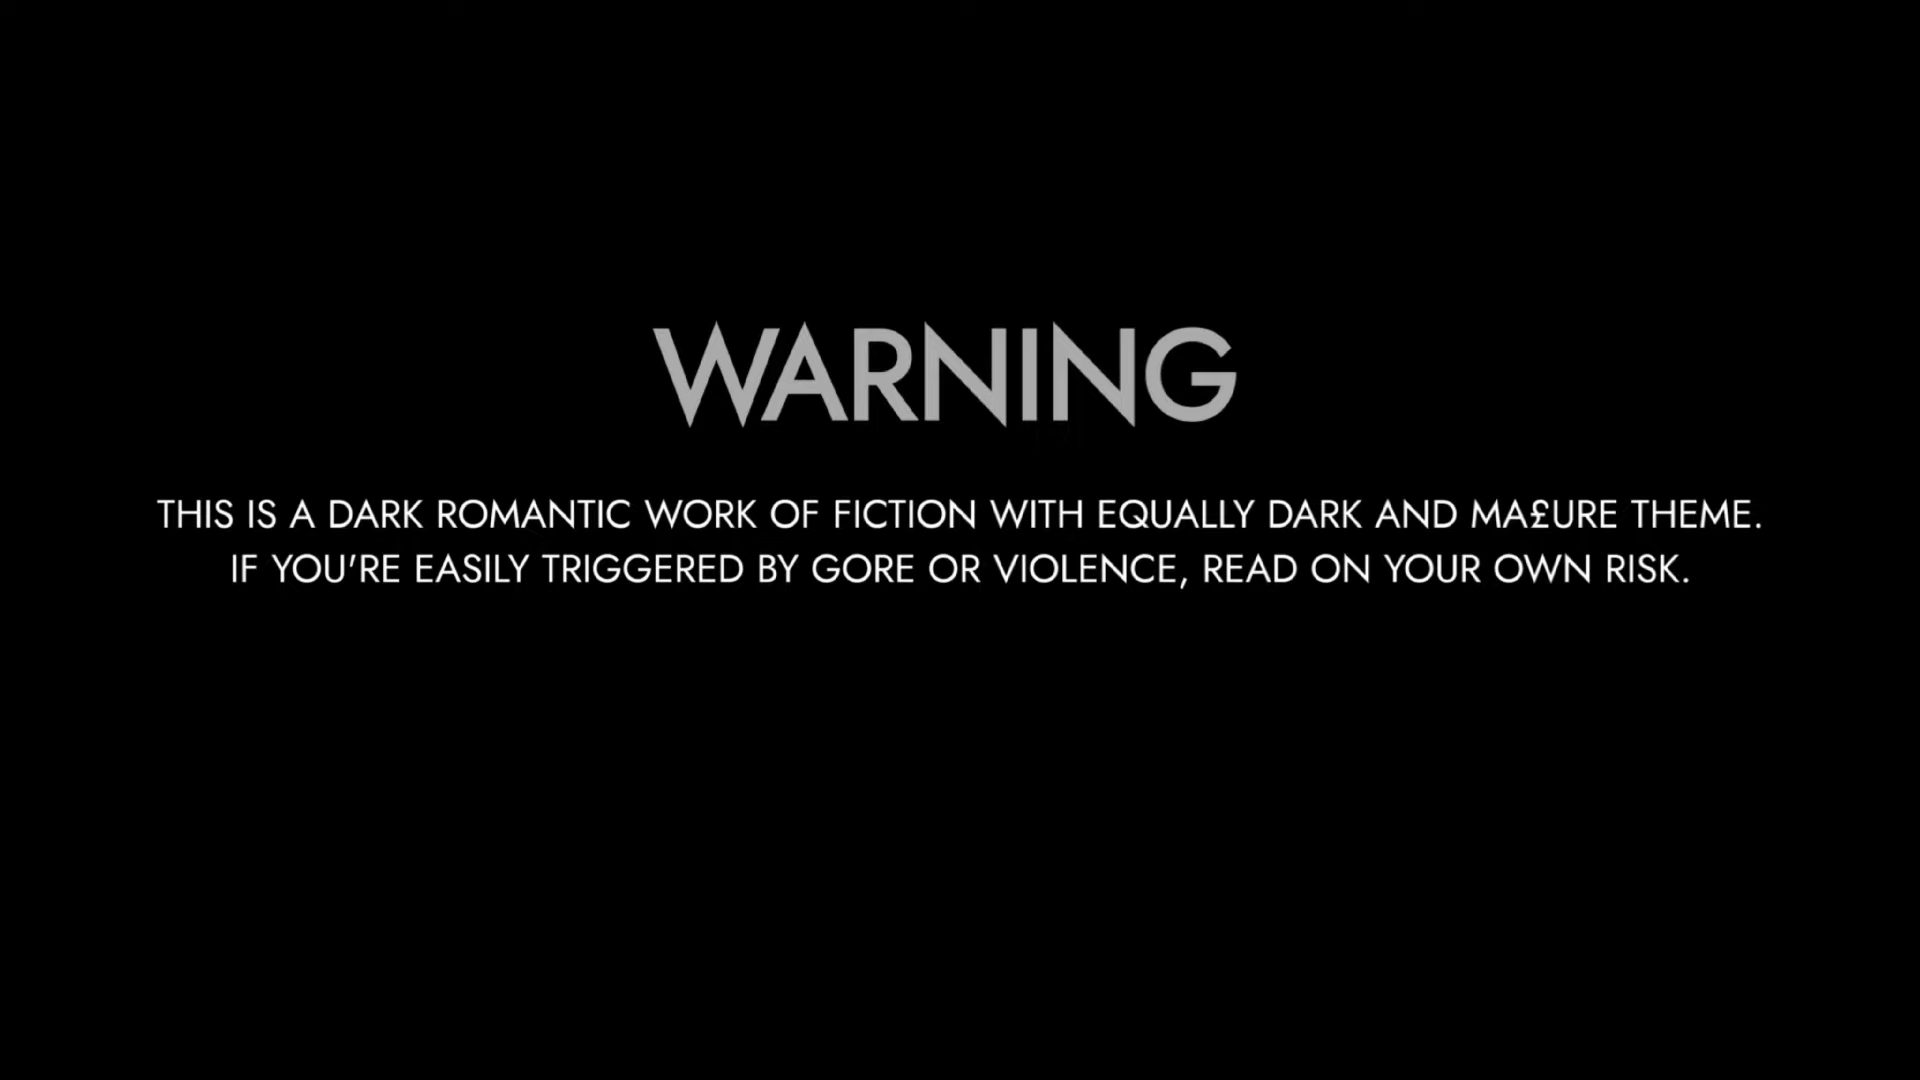 WARNING
THIS IS A DARK ROMANTIC WORK OF FICTION WITH EQUALLY DARK AND MA£URE THEME.
IF YOU'RE EASILY TRIGGERED BY GORE OR VIOLENCE, READ ON YOUR OWN RISK.